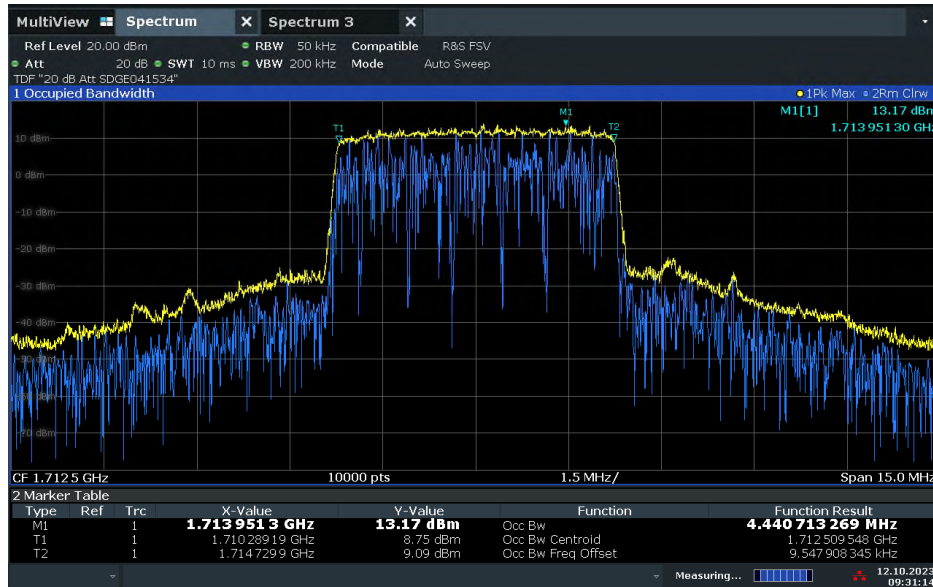 MultiView Spectrum X Spectrum 3 X
Ref Level 20.00 dBm RBW 50 kHz Compatible R&S FSV
Att 20 dB SWT 10 ms VBW 200 kHz Mode Auto Sweep
TDF "20 dB Att SDGE041534"
1 Occupied Bandwidth 1Pk Max 2Rm Clrw
M1[1] 13.17 dBm
1.713 951 30 GHz
M1
T1
T2
10 dBm
0 dBm
-10 dBm
-20 dBm
-30 dBm
-40 dBm
-50 dBm
-60 dBm
-70 dBm
CF 1.712 5 GHz 10000 pts 1.5 MHz/ Span 15.0 MHz
2 Marker Table
Type Ref Trc X-Value Y-Value Function Function Result
M1 1 1.713 951 3 GHz 13.17 dBm Occ Bw 4.440 713 269 MHz
T1 1 1.710 289 19 GHz 8.75 dBm Occ Bw Centroid 1.712 509 548 GHz
T2 1 1.714 729 9 GHz 9.09 dBm Occ Bw Freq Offset 9.547 908 345 kHz
Measuring... 12.10.2023
09:31:14